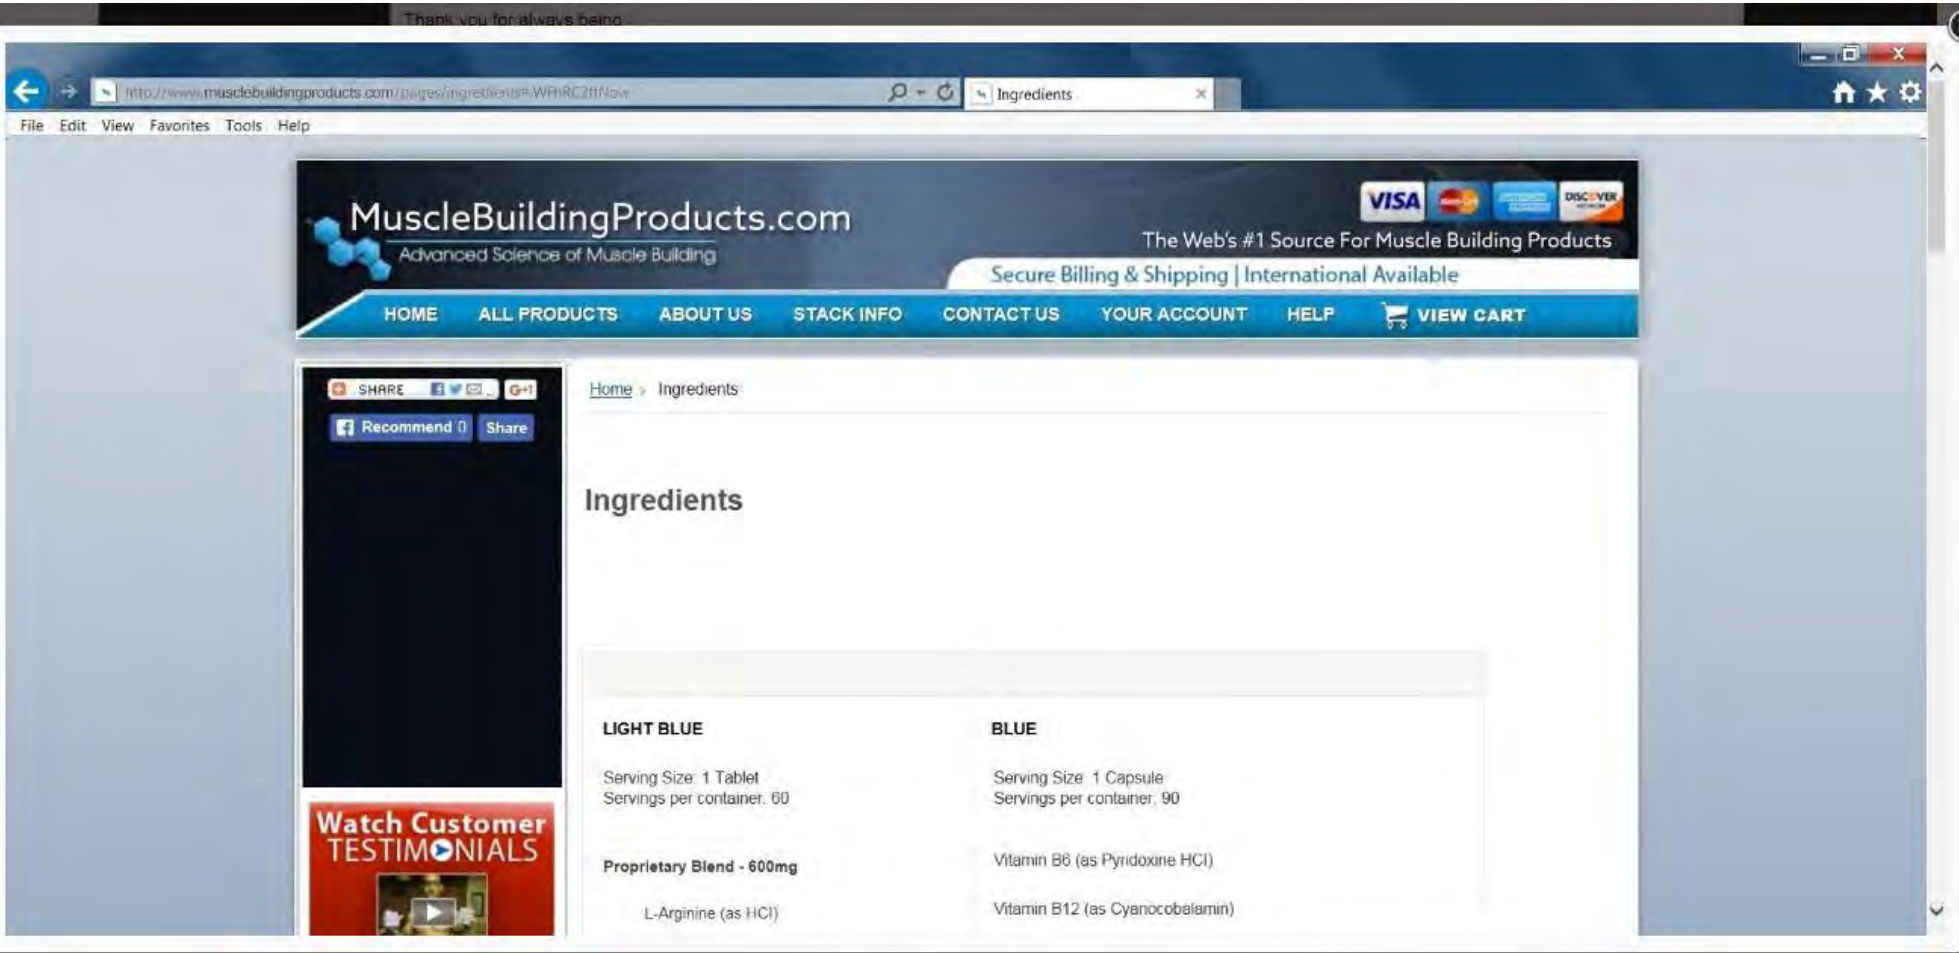 Thank you for always being
http://www.musclebuildingproducts.com/pages/ingredients
Ingredients
File Edit View Favorites Tools Help
MuscleBuildingProducts.com
Advanced Science of Muscle Building
VISA DISCOVER
The Web's #1 Source For Muscle Building Products
Secure Billing & Shipping | International Available
HOME ALL PRODUCTS ABOUT US STACK INFO CONTACT US YOUR ACCOUNT HELP VIEW CART
SHARE G+1
Recommend 0 Share
Home › Ingredients
Ingredients
LIGHT BLUE
Serving Size: 1 Tablet
Servings per container: 60
Proprietary Blend - 600mg
L-Arginine (as HCl)
BLUE
Serving Size: 1 Capsule
Servings per container: 90
Vitamin B6 (as Pyridoxine HCl)
Vitamin B12 (as Cyanocobalamin)
Watch Customer
TESTIMONIALS